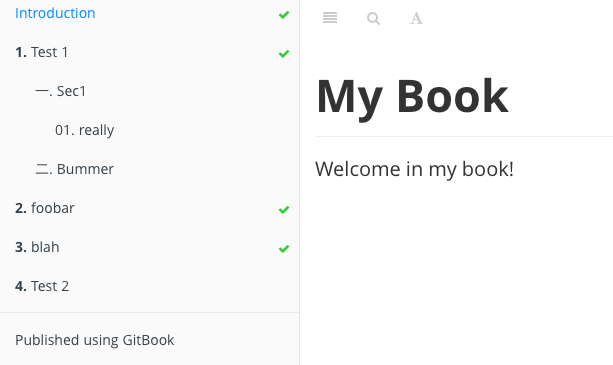 Introduction
1. Test 1
一. Sec1
01. really
二. Bummer
2. foobar
3. blah
4. Test 2
Published using GitBook
A
My Book
Welcome in my book!